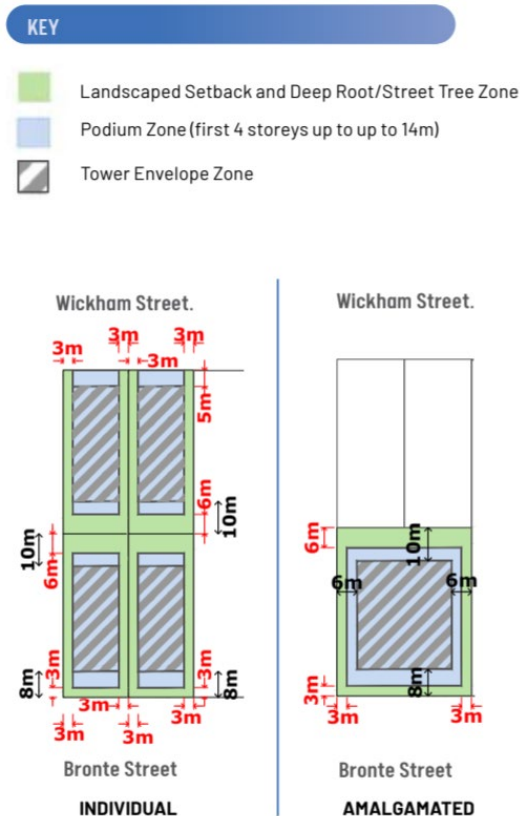 KEY
Landscaped Setback and Deep Root/Street Tree Zone
Podium Zone (first 4 storeys up to up to 14m)
Tower Envelope Zone
Wickham Street.
3m 3m
3m 3m
5m
6m
10m
10m
6m
3m 3m
8m 8m
3m 3m
3m 3m
Bronte Street
INDIVIDUAL
Wickham Street.
6m
10m
6m 6m
3m 8m
3m 3m
Bronte Street
AMALGAMATED